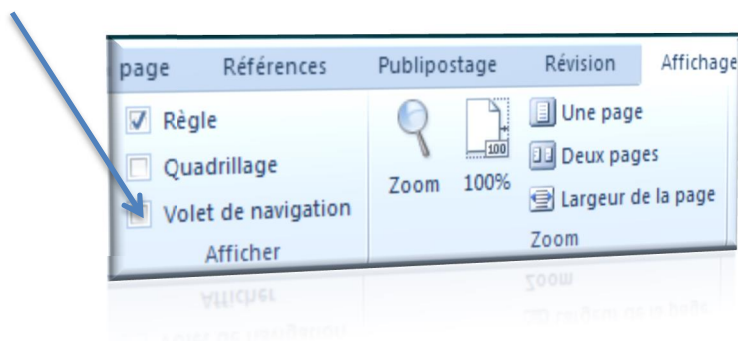 page Références Publipostage Révision Affichage
Règle
Quadrillage
Volet de navigation
Afficher
Zoom
100
100%
Une page
Deux pages
Largeur de la page
Zoom